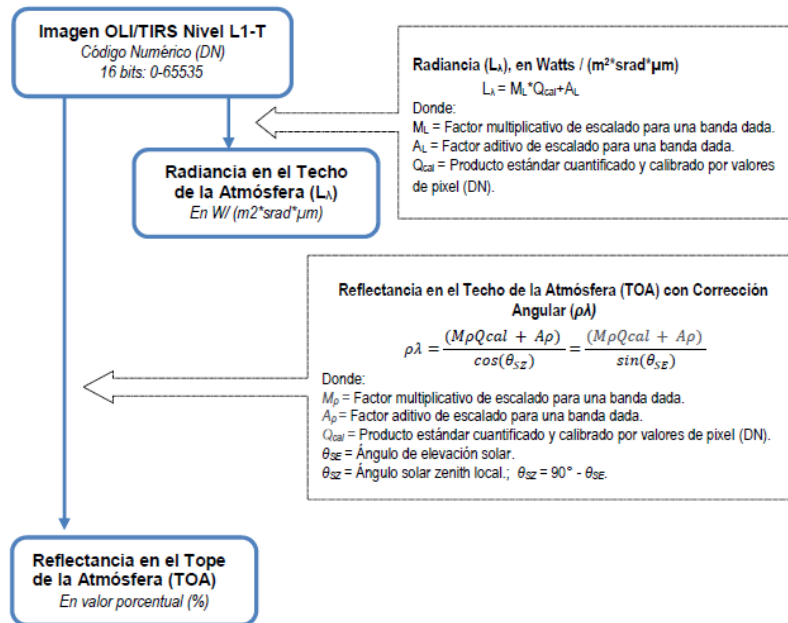 Imagen OLI/TIRS Nivel L1-T
Código Numérico (DN)
16 bits: 0-65535
Radiancia (Lλ), en Watts / (m²*srad*µm)
Lλ = ML*Qcal+AL
Donde:
ML = Factor multiplicativo de escalado para una banda dada.
AL = Factor aditivo de escalado para una banda dada.
Qcal = Producto estándar cuantificado y calibrado por valores
de pixel (DN).
Radiancia en el Techo
de la Atmósfera (Lλ)
En W/ (m2*srad*µm)
Reflectancia en el Techo de la Atmósfera (TOA) con Corrección
Angular (ρλ)
ρλ = (MρQcal + Aρ) / cos(θSZ) = (MρQcal + Aρ) / sin(θSE)
Donde:
Mρ = Factor multiplicativo de escalado para una banda dada.
Aρ = Factor aditivo de escalado para una banda dada.
Qcal = Producto estándar cuantificado y calibrado por valores de pixel (DN).
θSE = Ángulo de elevación solar.
θSZ = Ángulo solar zenith local.; θSZ = 90° - θSE.
Reflectancia en el Tope
de la Atmósfera (TOA)
En valor porcentual (%)